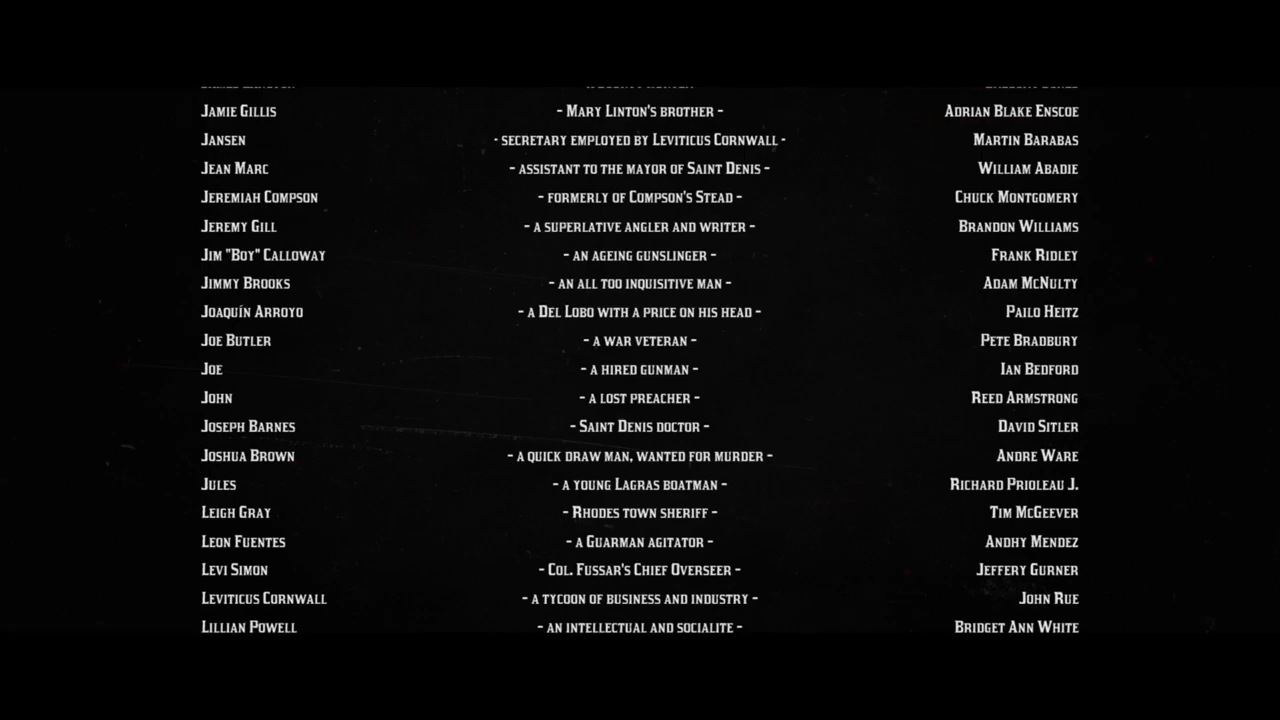 Jamie Gillis - Mary Linton's brother - Adrian Blake Enscoe
Jansen - secretary employed by Leviticus Cornwall - Martin Barabas
Jean Marc - assistant to the mayor of Saint Denis - William Abadie
Jeremiah Compson - formerly of Compson's Stead - Chuck Montgomery
Jeremy Gill - a superlative angler and writer - Brandon Williams
Jim "Boy" Calloway - an ageing gunslinger - Frank Ridley
Jimmy Brooks - an all too inquisitive man - Adam McNulty
Joaquín Arroyo - a Del Lobo with a price on his head - Pailo Heitz
Joe Butler - a war veteran - Pete Bradbury
Joe - a hired gunman - Ian Bedford
John - a lost preacher - Reed Armstrong
Joseph Barnes - Saint Denis doctor - David Sitler
Joshua Brown - a quick draw man, wanted for murder - Andre Ware
Jules - a young Lagras boatman - Richard Prioleau J.
Leigh Gray - Rhodes town sheriff - Tim McGeever
Leon Fuentes - a Guarman agitator - Andhy Mendez
Levi Simon - Col. Fussar's Chief Overseer - Jeffery Gurner
Leviticus Cornwall - a tycoon of business and industry - John Rue
Lillian Powell - an intellectual and socialite - Bridget Ann White